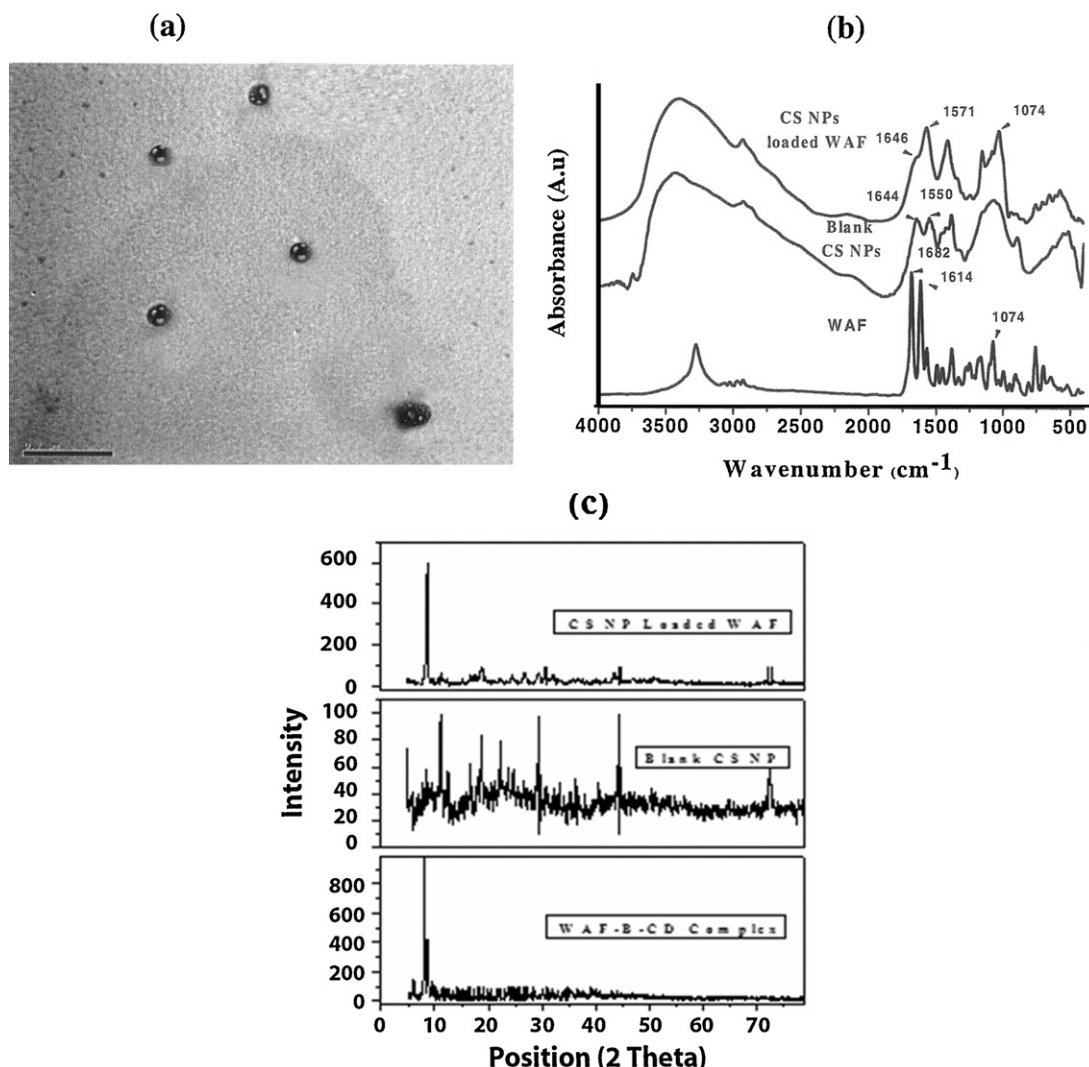 (a)
(b)
CS NPs
loaded WAF
1646
1571
1074
1644
1550
Blank
CS NPs
1682
1614
WAF
1074
Absorbance (A.u)
4000 3500 3000 2500 2000 1500 1000 500
Wavenumber (cm-1)
(c)
600
400
200
0
CS NP Loaded WAF
100
80
60
40
20
0
Blank CS NP
800
600
400
200
0
WAF-B-CD Complex
Intensity
0 10 20 30 40 50 60 70
Position (2 Theta)